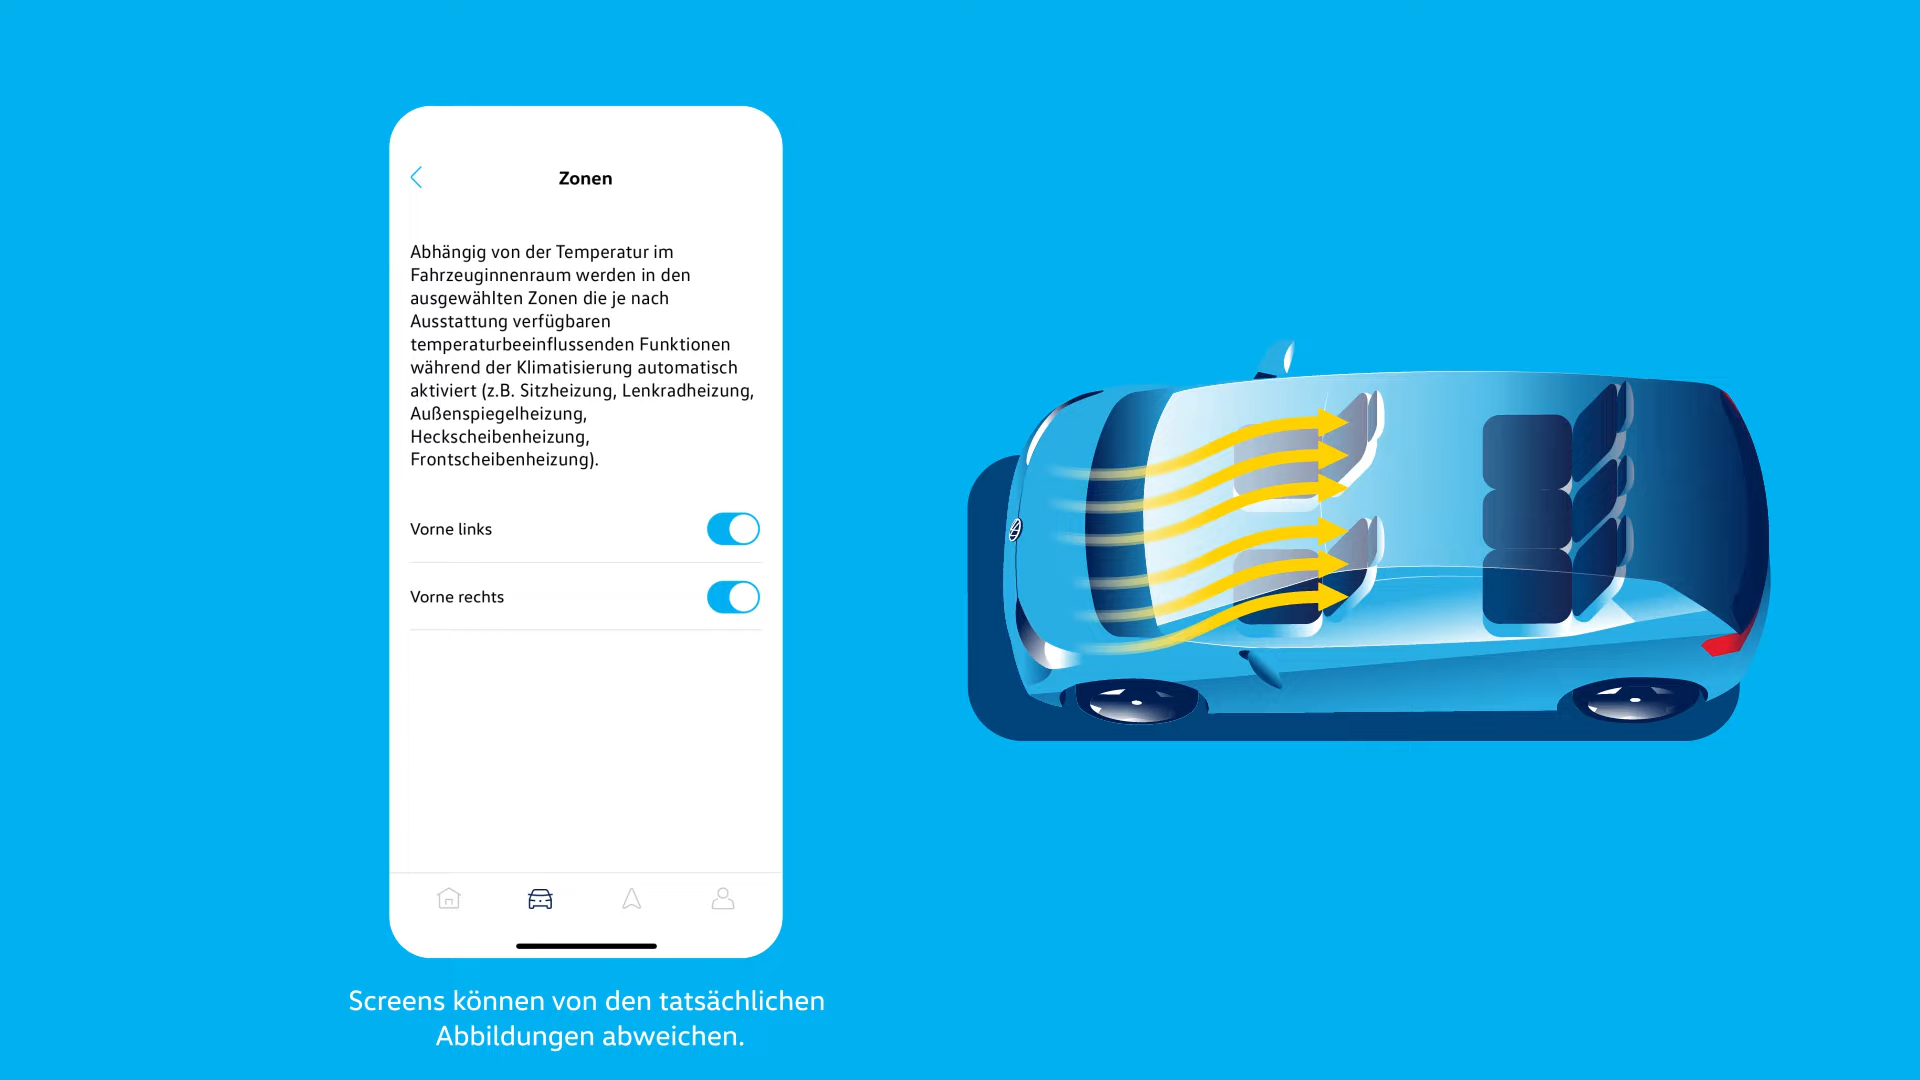 Zonen
Abhängig von der Temperatur im
Fahrzeuginnenraum werden in den
ausgewählten Zonen die je nach
Ausstattung verfügbaren
temperaturbeeinflussenden Funktionen
während der Klimatisierung automatisch
aktiviert (z.B. Sitzheizung, Lenkradheizung,
Außenspiegelheizung,
Heckscheibenheizung,
Frontscheibenheizung).
Vorne links
Vorne rechts
Screens können von den tatsächlichen
Abbildungen abweichen.